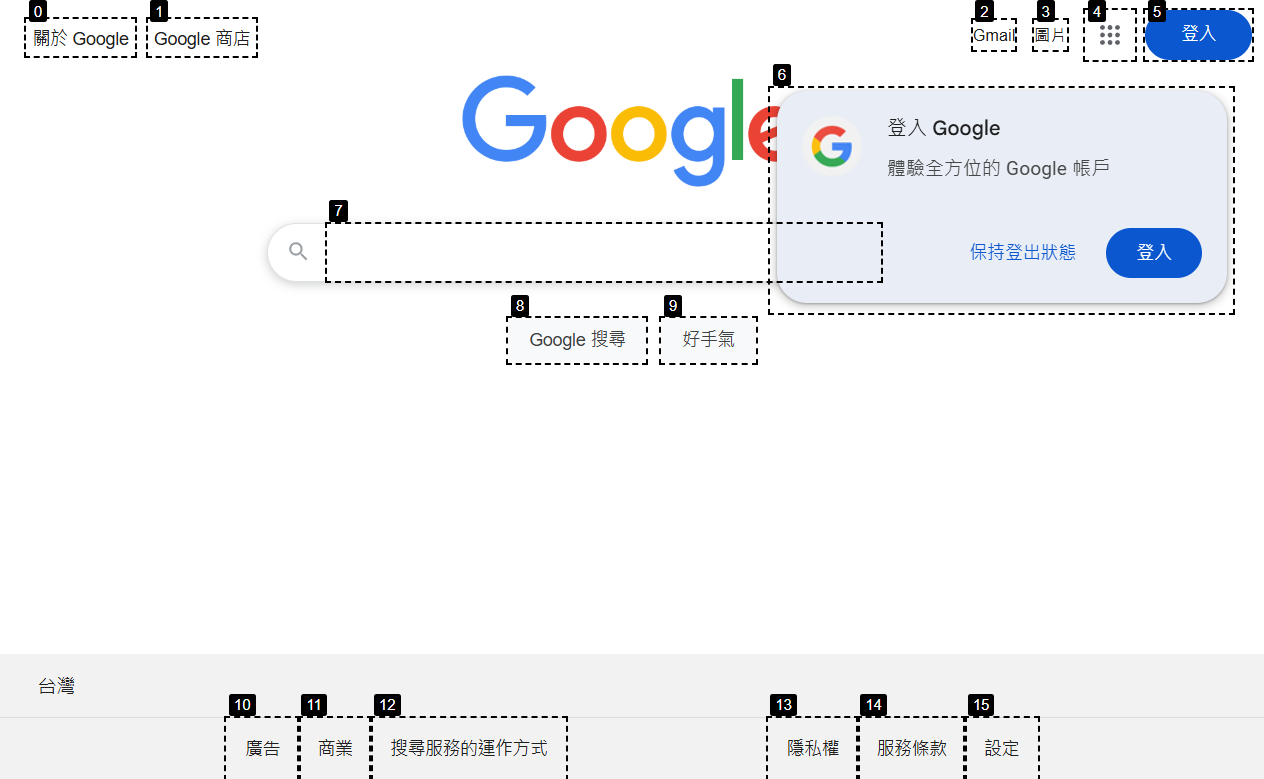 0
1
2
3
4
5
關於 Google
Google 商店
Gmail
圖片
登入
6
Google
登入 Google
體驗全方位的 Google 帳戶
7
保持登出狀態
登入
8
9
Google 搜尋
好手氣
台灣
10
11
12
13
14
15
廣告
商業
搜尋服務的運作方式
隱私權
服務條款
設定